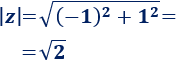 |z|=√((−1)²+1²)=
=√2